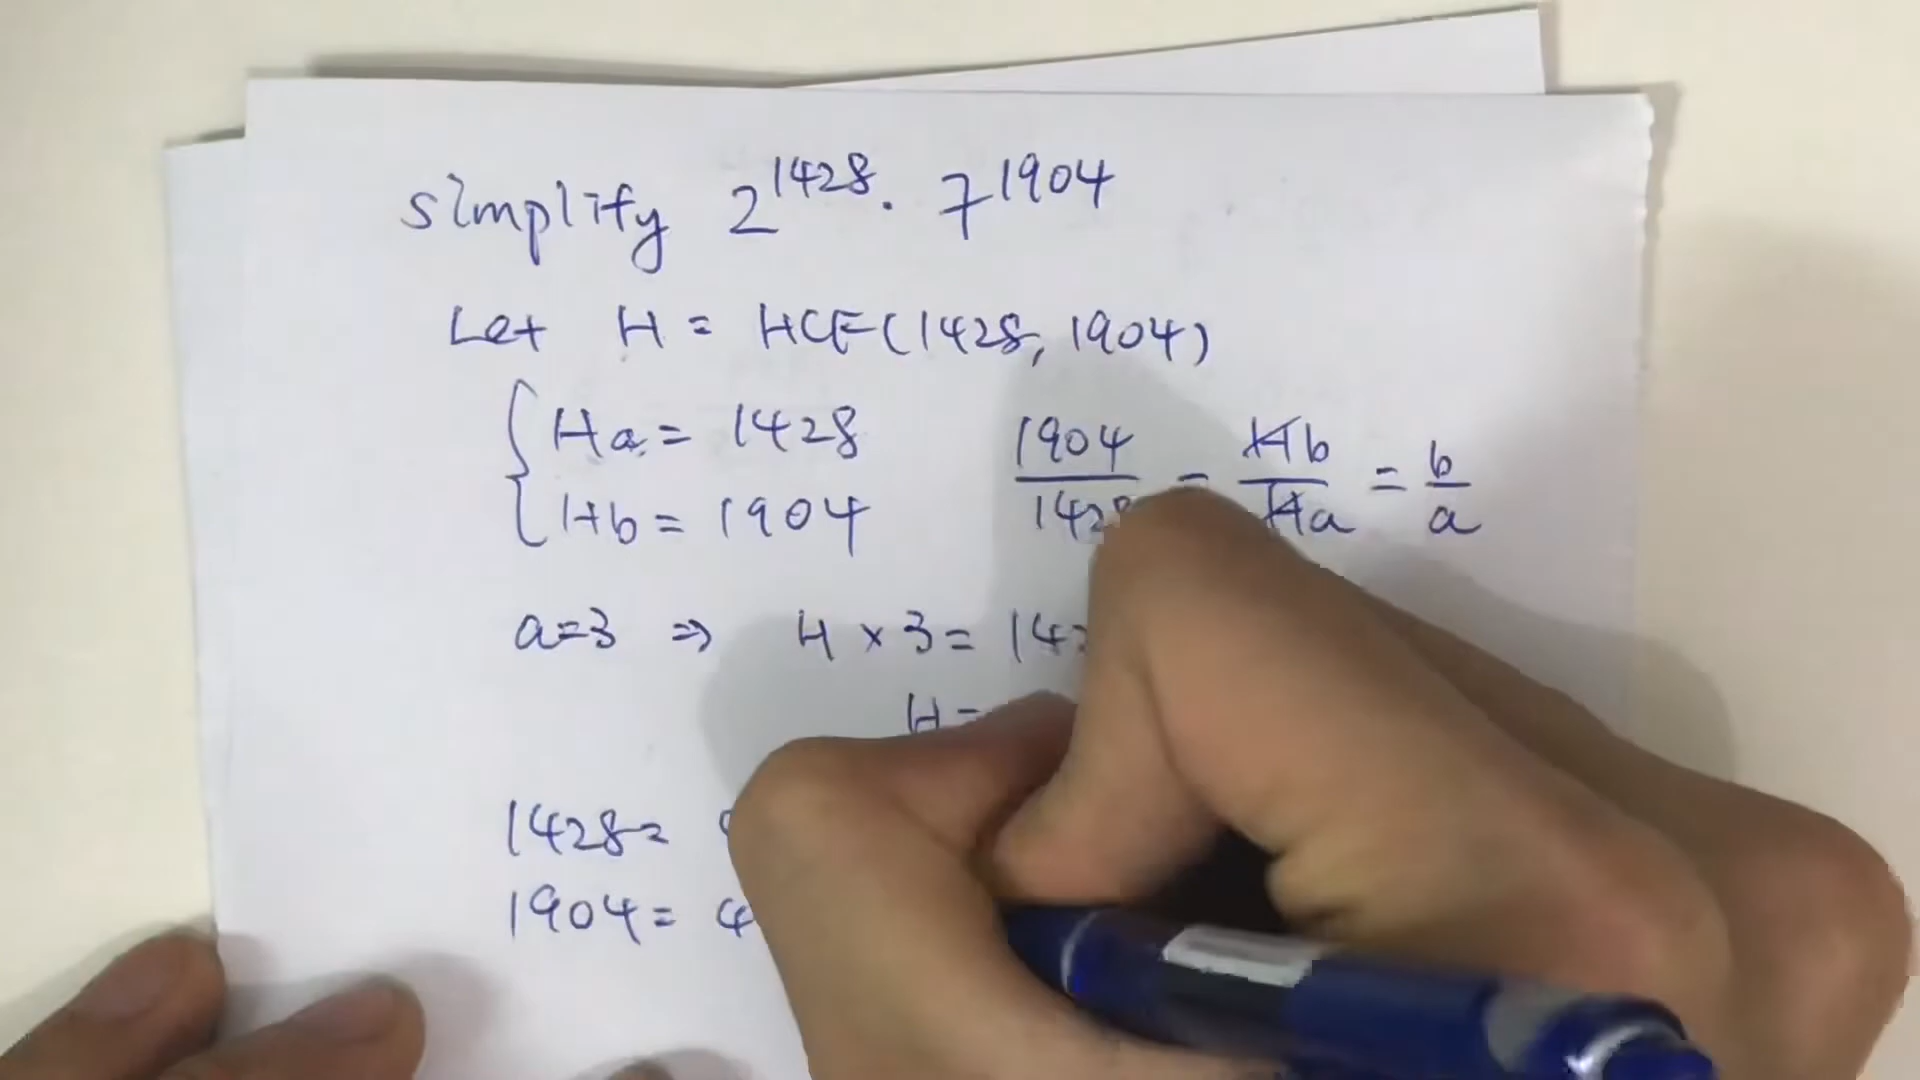 simplify 2^1428 · 7^1904
Let H = HCF(1428, 1904)
{ Ha = 1428
Hb = 1904
1904/1428 = Hb/Ha = b/a
a=3 ⇒ H × 3 = 142
H =
1428=
1904= 4